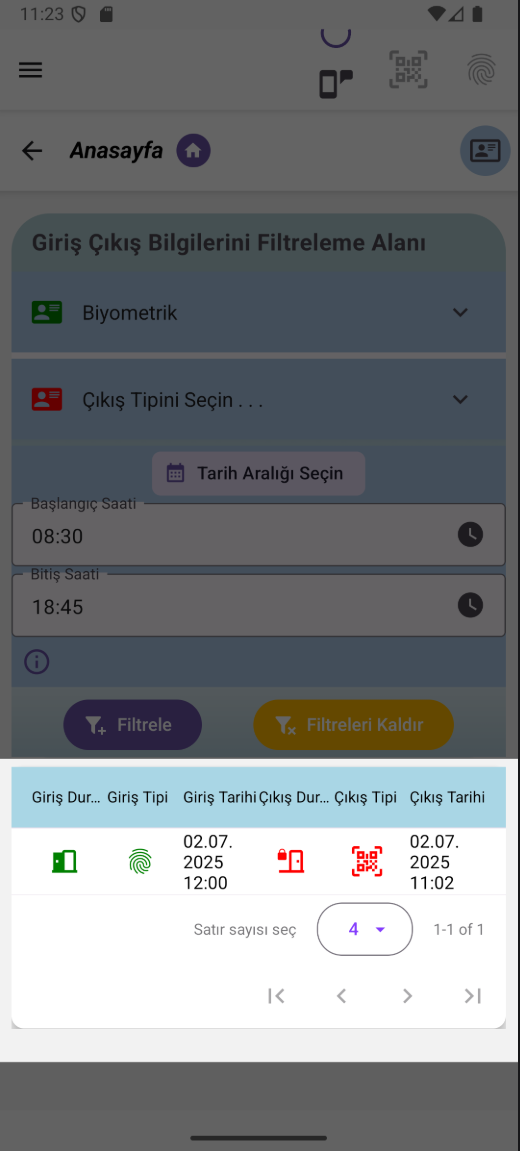 11:23
Anasayfa
Giriş Çıkış Bilgilerini Filtreleme Alanı
Biyometrik
Çıkış Tipini Seçin . . .
Tarih Aralığı Seçin
Başlangıç Saati
08:30
Bitiş Saati
18:45
Filtrele
Filtreleri Kaldır
Giriş Dur... Giriş Tipi Giriş Tarihi Çıkış Dur... Çıkış Tipi Çıkış Tarihi
02.07.
2025
12:00
02.07.
2025
11:02
Satır sayısı seç 4 1-1 of 1